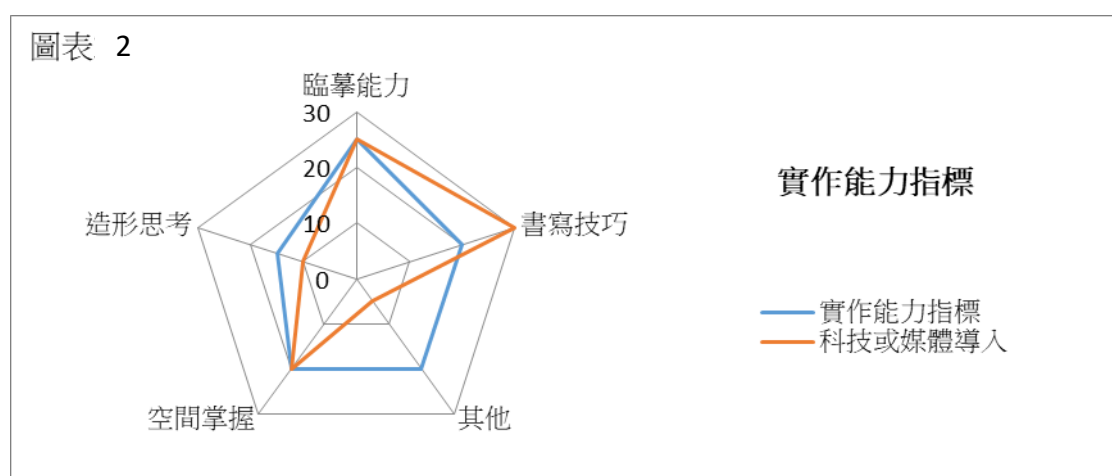 圖表 2
臨摹能力
30
20
10
0
書寫技巧
其他
空間掌握
造形思考
實作能力指標
實作能力指標
科技或媒體導入